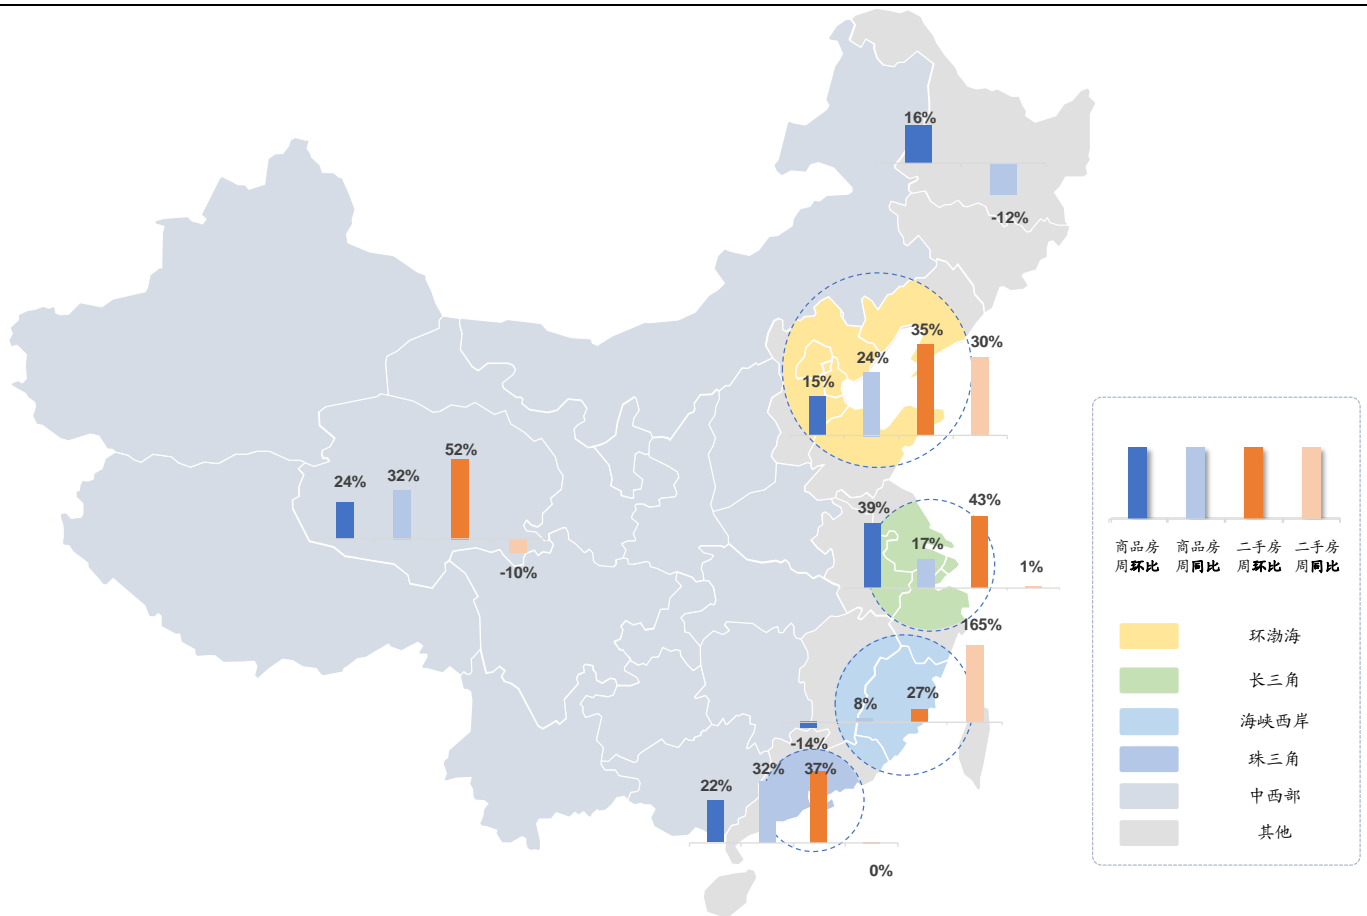 16%
-12%
35%
30%
24%
15%
52%
32%
24%
-10%
43%
39%
17%
1%
165%
27%
8%
-14%
37%
32%
22%
0%
商品房 商品房 二手房 二手房
周环比 周同比 周环比 周同比
环渤海
长三角
海峡西岸
珠三角
中西部
其他